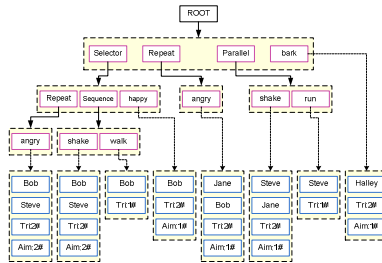 ROOT
Selector Repeat Parallel bark
Repeat Sequence happy angry shake run
angry shake walk
Bob Bob Bob Bob Jane Steve Steve Halley
Steve Steve Trt:1# Trt:2# Bob Jane Trt:1# Trt:2#
Trt:2# Trt:2# Aim:1# Trt:2# Trt:2# Aim:1#
Aim:2# Aim:2# Aim:1# Aim:1#